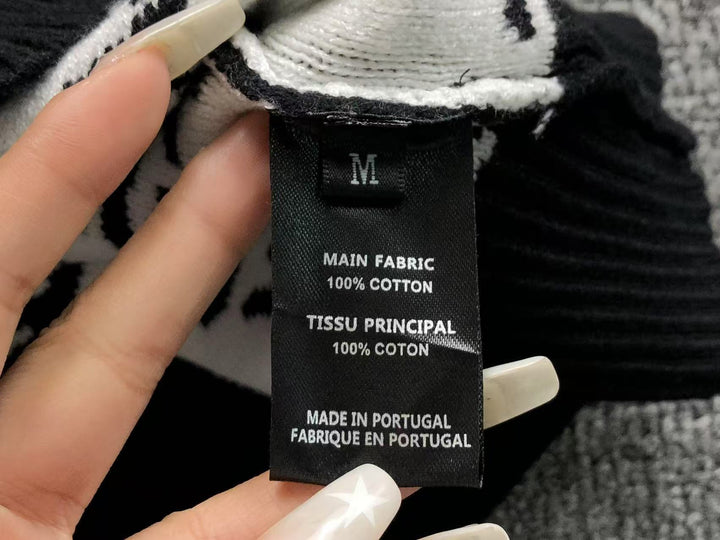 M
MAIN FABRIC
100% COTTON
TISSU PRINCIPAL
100% COTON
MADE IN PORTUGAL
FABRIQUE EN PORTUGAL